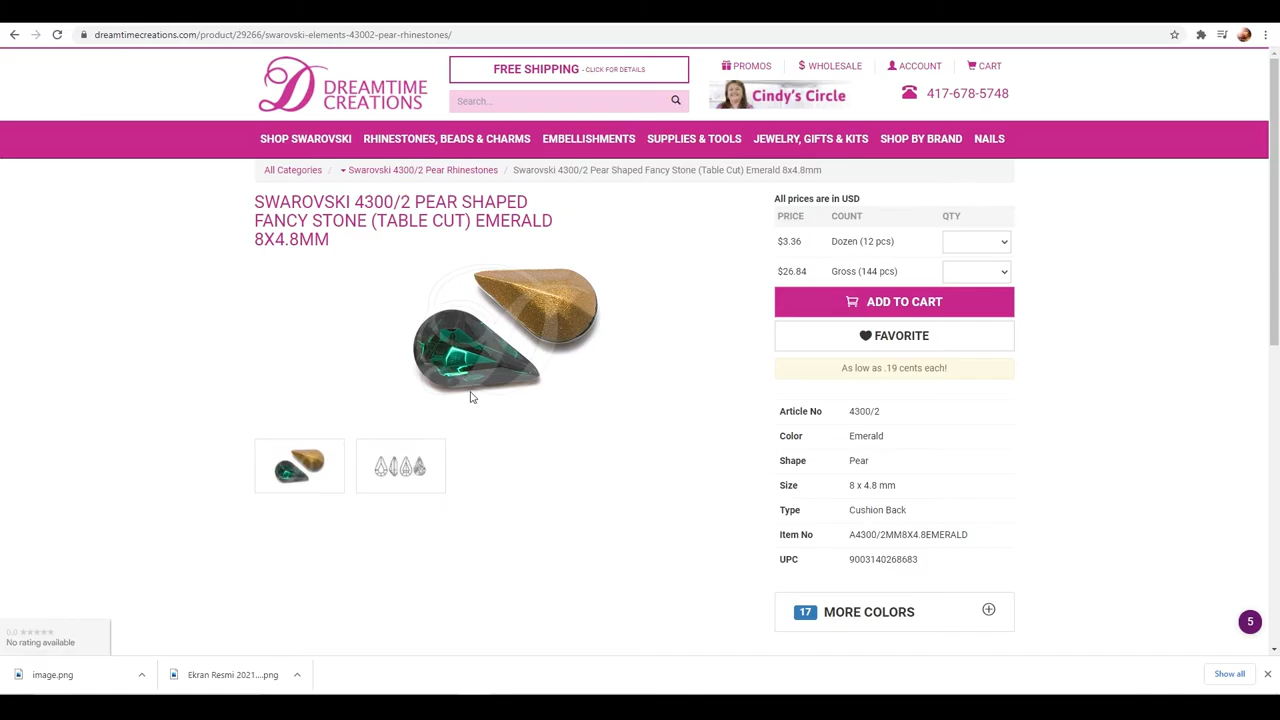 dreamtimecreations.com/product/29266/swarovski-elements-43002-pear-rhinestones/
DREAMTIME
CREATIONS
FREE SHIPPING - CLICK FOR DETAILS
Search...
PROMOS
WHOLESALE
ACCOUNT
CART
Cindy's Circle
417-678-5748
SHOP SWAROVSKI
RHINESTONES, BEADS & CHARMS
EMBELLISHMENTS
SUPPLIES & TOOLS
JEWELRY, GIFTS & KITS
SHOP BY BRAND
NAILS
All Categories / Swarovski 4300/2 Pear Rhinestones / Swarovski 4300/2 Pear Shaped Fancy Stone (Table Cut) Emerald 8x4.8mm
SWAROVSKI 4300/2 PEAR SHAPED
FANCY STONE (TABLE CUT) EMERALD
8X4.8MM
All prices are in USD
PRICE COUNT QTY
$3.36 Dozen (12 pcs)
$26.84 Gross (144 pcs)
ADD TO CART
FAVORITE
As low as .19 cents each!
Article No 4300/2
Color Emerald
Shape Pear
Size 8 x 4.8 mm
Type Cushion Back
Item No A4300/2MM8X4.8EMERALD
UPC 9003140268683
17 MORE COLORS
5
0.0
No rating available
image.png
Ekran Resmi 2021....png
Show all